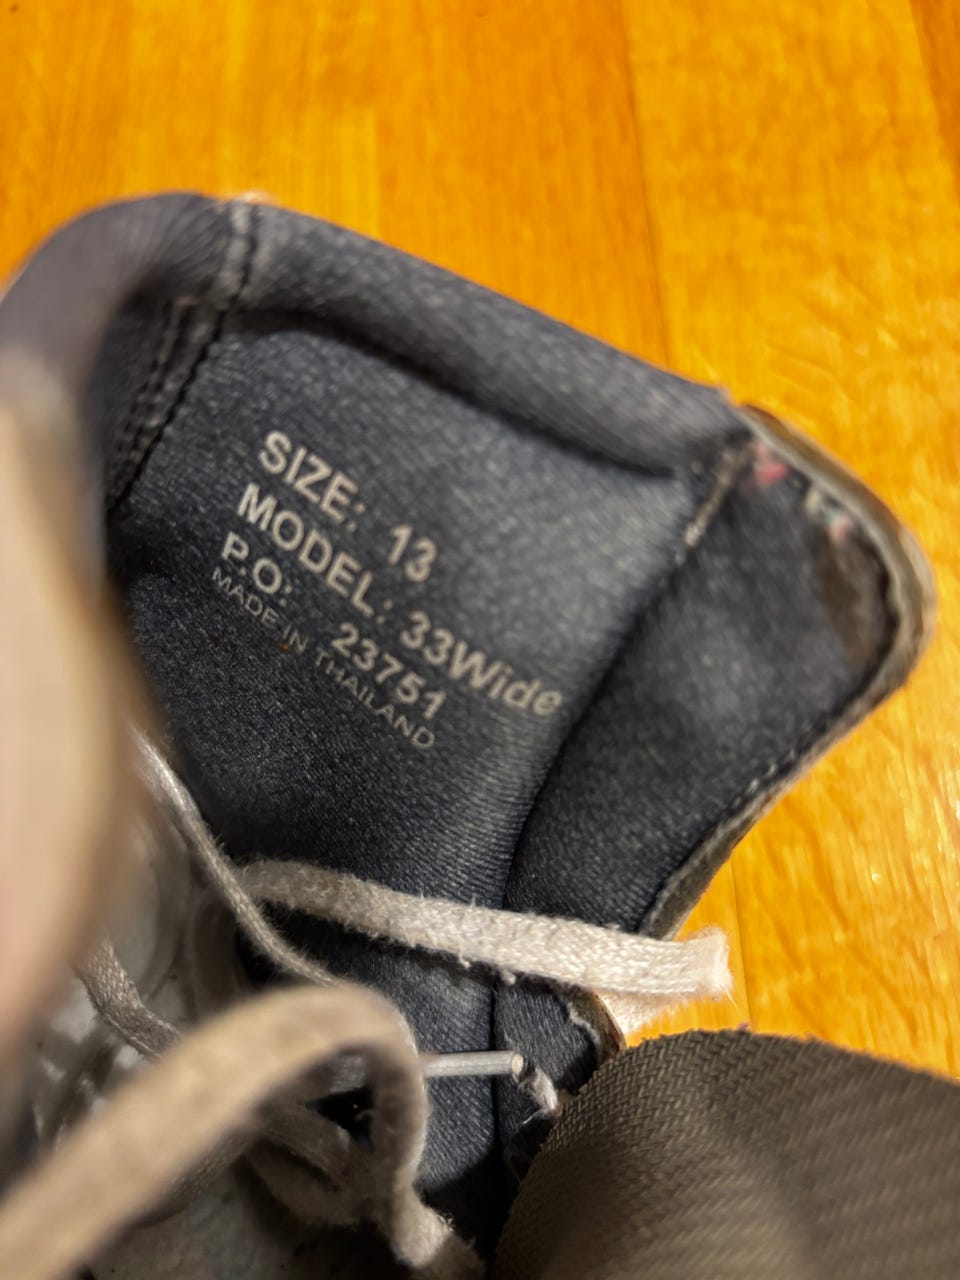 SIZE: 13
MODEL: 33Wide
P.O: 23751
MADE IN THAILAND